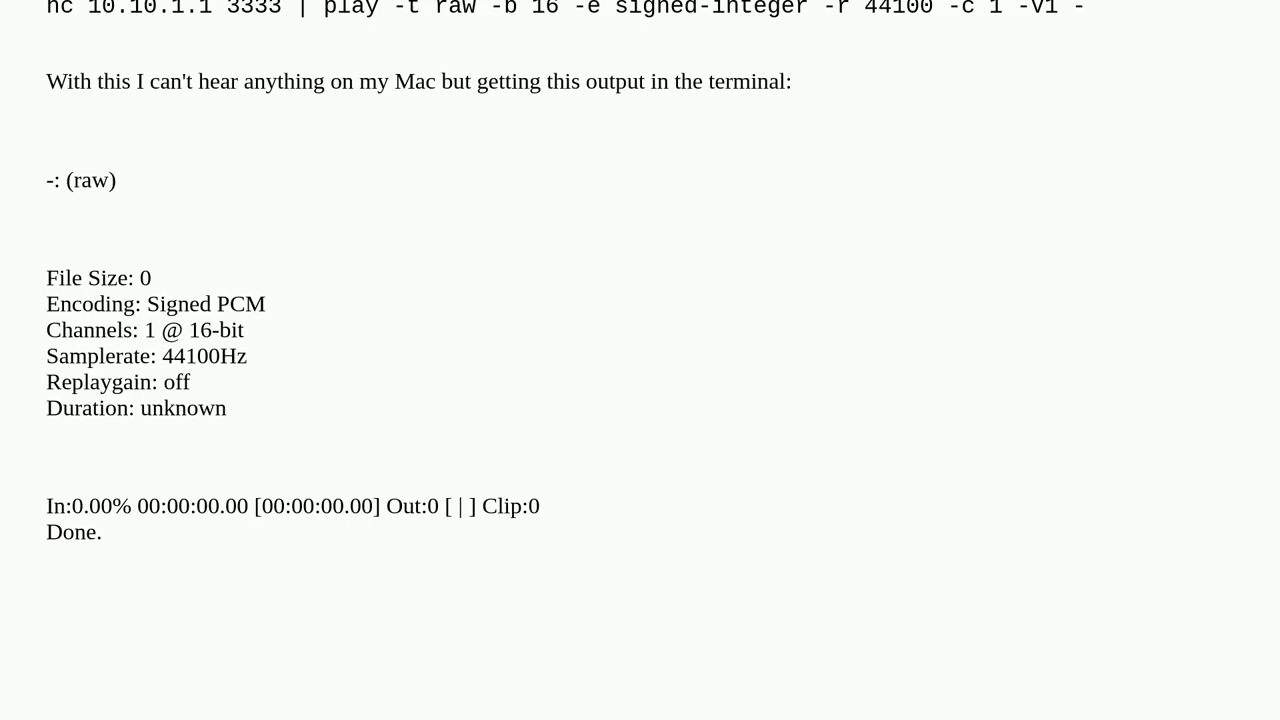 nc 10.10.1.1 3333 | play -t raw -b 16 -e signed-integer -r 44100 -c 1 -V1 -
With this I can't hear anything on my Mac but getting this output in the terminal:
-: (raw)
File Size: 0
Encoding: Signed PCM
Channels: 1 @ 16-bit
Samplerate: 44100Hz
Replaygain: off
Duration: unknown
In:0.00% 00:00:00.00 [00:00:00.00] Out:0 [ | ] Clip:0
Done.